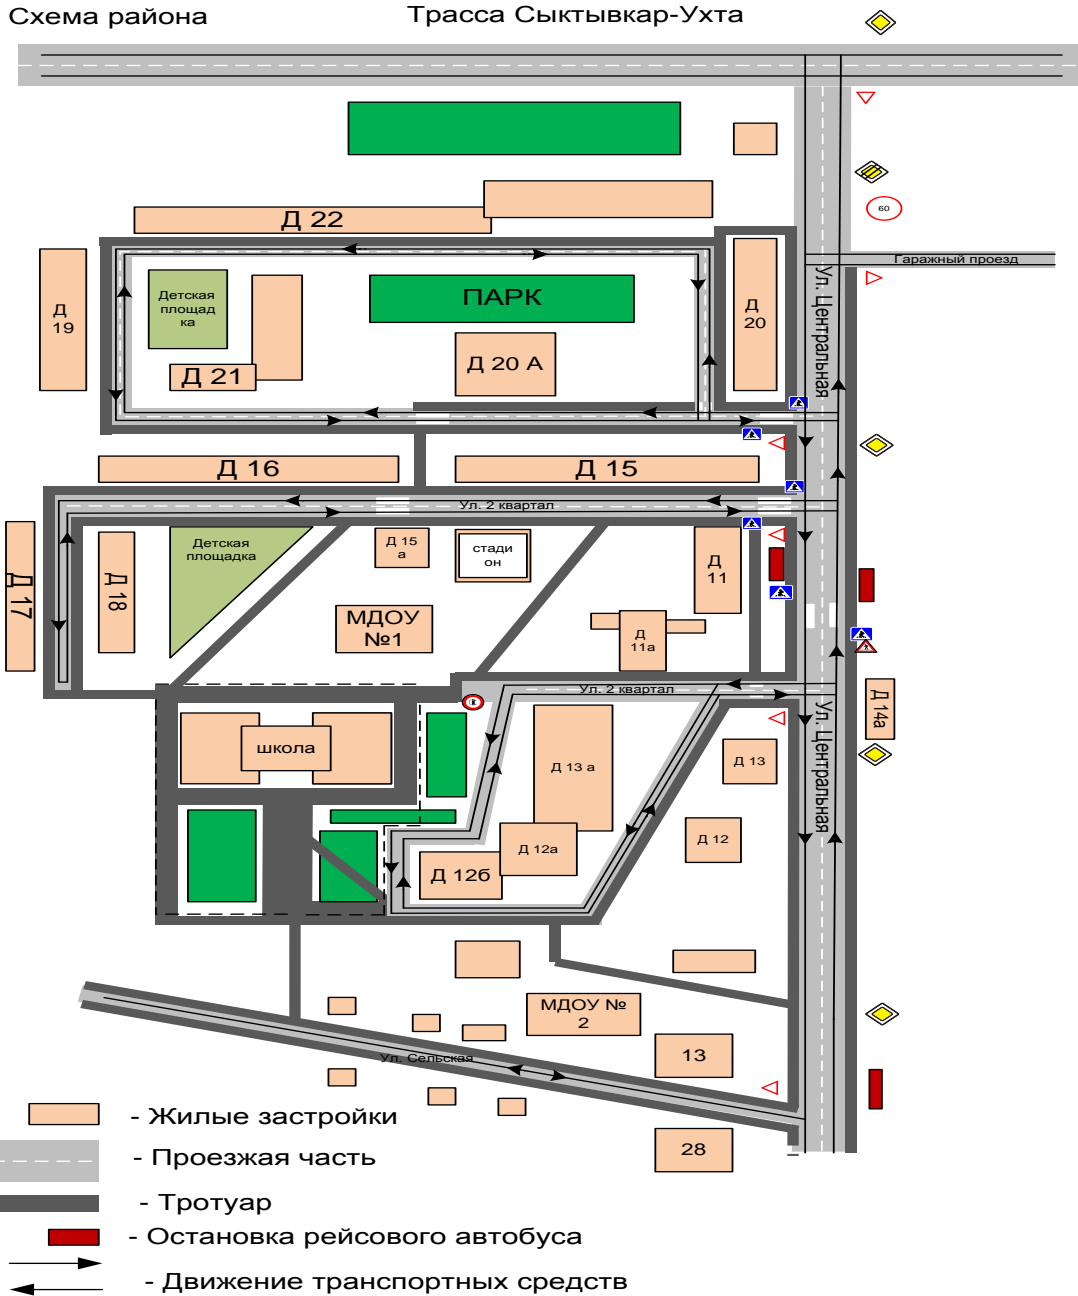 Схема района
Трасса Сыктывкар-Ухта
60
Д 22
Гаражный проезд
Ул. Центральная
Д
19
Детская
площад
ка
ПАРК
Д
20
Д 21
Д 20 А
Д 16
Д 15
Ул. 2 квартал
Д 17
Д 18
Детская
площадка
Д 15
а
стади
он
Д
11
МДОУ
№1
Д
11а
Ул. 2 квартал
Д 14а
Ул. Центральная
школа
Д 13 а
Д 13
Д 12
Д 12а
Д 12б
МДОУ №
2
13
Ул. Сельская
28
- Жилые застройки
- Проезжая часть
- Тротуар
- Остановка рейсового автобуса
- Движение транспортных средств